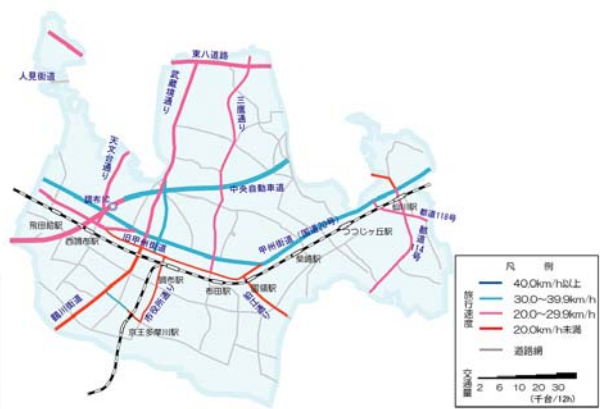 東八道路
人見街道
武蔵境通り
三鷹通り
天文台通り
中央自動車道
調布IC
仙川駅
都道118号
飛田給駅
旧甲州街道
甲州街道（国道20号）
つつじヶ丘駅
都道14号
西調布駅
柴崎駅
調布駅
布田駅
国領駅
狛江通り
鶴川街道
市役所通り
京王多摩川駅
凡 例
旅行速度
40.0km/h以上
30.0～39.9km/h
20.0～29.9km/h
20.0km/h未満
道路網
交通量
2 6 10 20 30
(千台/12h)